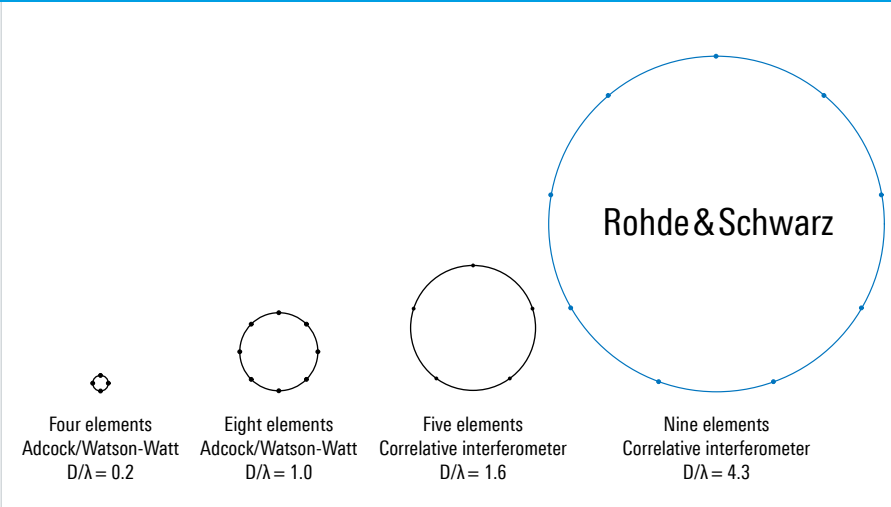 Rohde&Schwarz
Four elements
Adcock/Watson-Watt
D/λ = 0.2
Eight elements
Adcock/Watson-Watt
D/λ = 1.0
Five elements
Correlative interferometer
D/λ = 1.6
Nine elements
Correlative interferometer
D/λ = 4.3